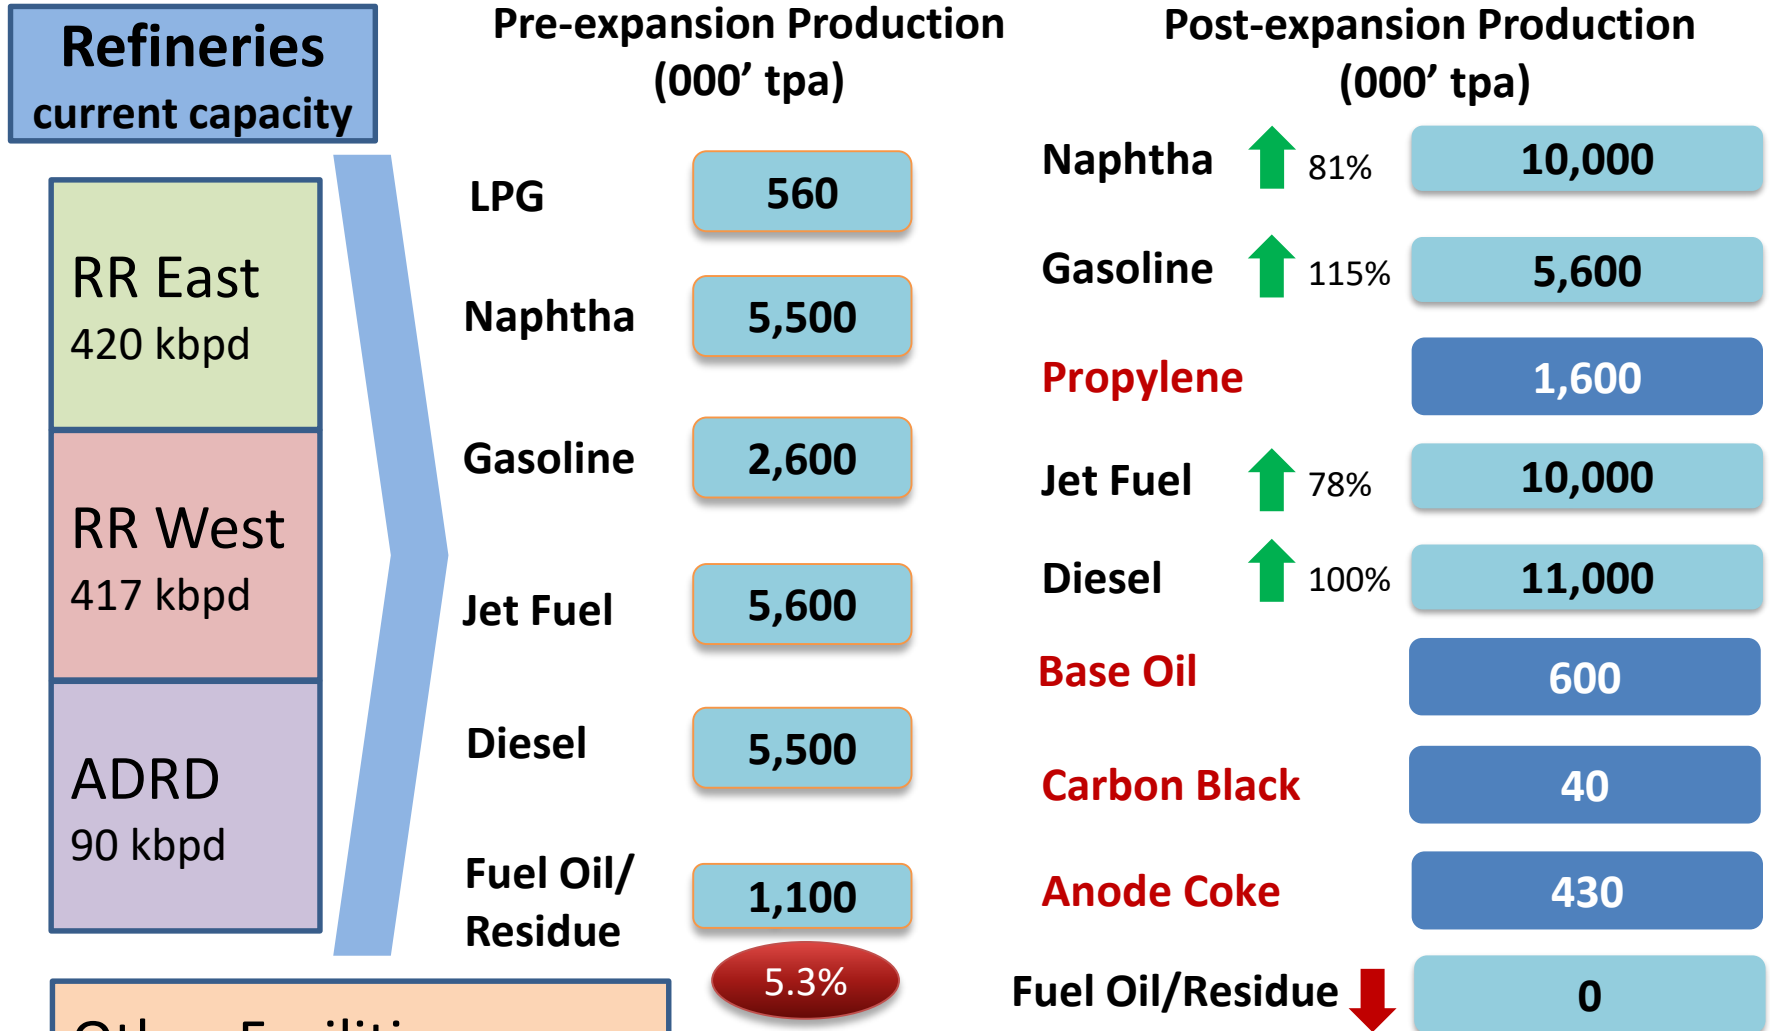 Refineries
current capacity
RR East
420 kbpd
RR West
417 kbpd
ADRD
90 kbpd
Pre-expansion Production
(000’ tpa)
LPG 560
Naphtha 5,500
Gasoline 2,600
Jet Fuel 5,600
Diesel 5,500
Fuel Oil/
Residue 1,100
5.3%
Post-expansion Production
(000’ tpa)
Naphtha 81% 10,000
Gasoline 115% 5,600
Propylene 1,600
Jet Fuel 78% 10,000
Diesel 100% 11,000
Base Oil 600
Carbon Black 40
Anode Coke 430
Fuel Oil/Residue 0